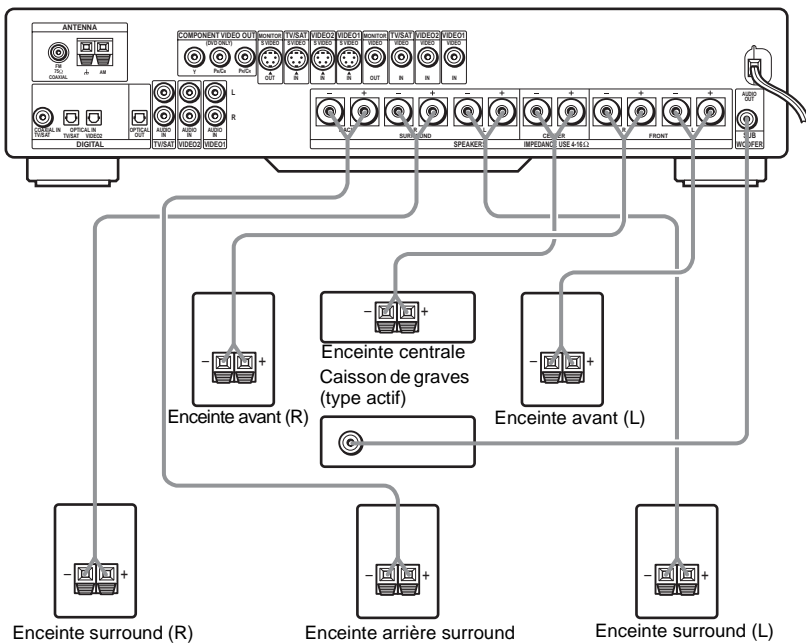 ANTENNA
FM
75Ω
COAXIAL
AM
COMPONENT VIDEO OUT
(DVD ONLY)
Y
PB/CB
PR/CR
MONITOR TV/SAT VIDEO2 VIDEO1 MONITOR TV/SAT VIDEO2 VIDEO1
S VIDEO S VIDEO S VIDEO S VIDEO VIDEO VIDEO VIDEO VIDEO
OUT IN IN IN OUT IN IN IN
L
R
COAXIAL IN
TV/SAT
OPTICAL IN
TV/SAT VIDEO2
OPTICAL
OUT
DIGITAL
AUDIO
IN
AUDIO
IN
AUDIO
IN
TV/SAT VIDEO2 VIDEO1
– + – + – + – + – + – +
R L R L
SURROUND CENTER FRONT
SPEAKERS IMPEDANCE USE 4-16Ω
AUDIO
OUT
SUB
WOOFER
– +
Enceinte avant (R)
– +
Enceinte centrale
Caisson de graves
(type actif)
– +
Enceinte avant (L)
– +
Enceinte surround (R)
– +
Enceinte arrière surround
– +
Enceinte surround (L)